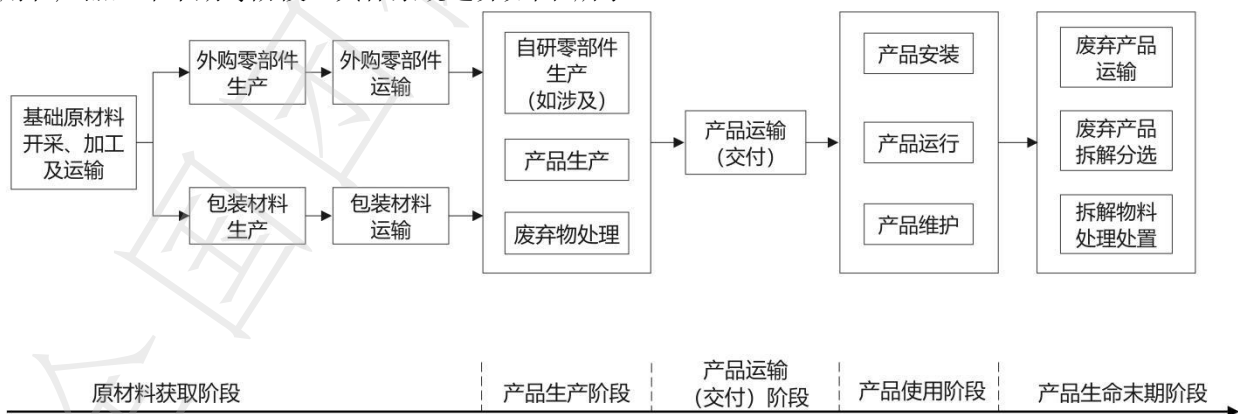 外购零部件
生产
外购零部件
运输
基础原材料
开采、加工
及运输
包装材料
生产
包装材料
运输
自研零部件
生产
（如涉及）
产品生产
废弃物处理
产品运输
（交付）
产品安装
产品运行
产品维护
废弃产品
运输
废弃产品
拆解分选
拆解物料
处理处置
原材料获取阶段
产品生产阶段
产品运输
（交付）阶段
产品使用阶段
产品生命末期阶段